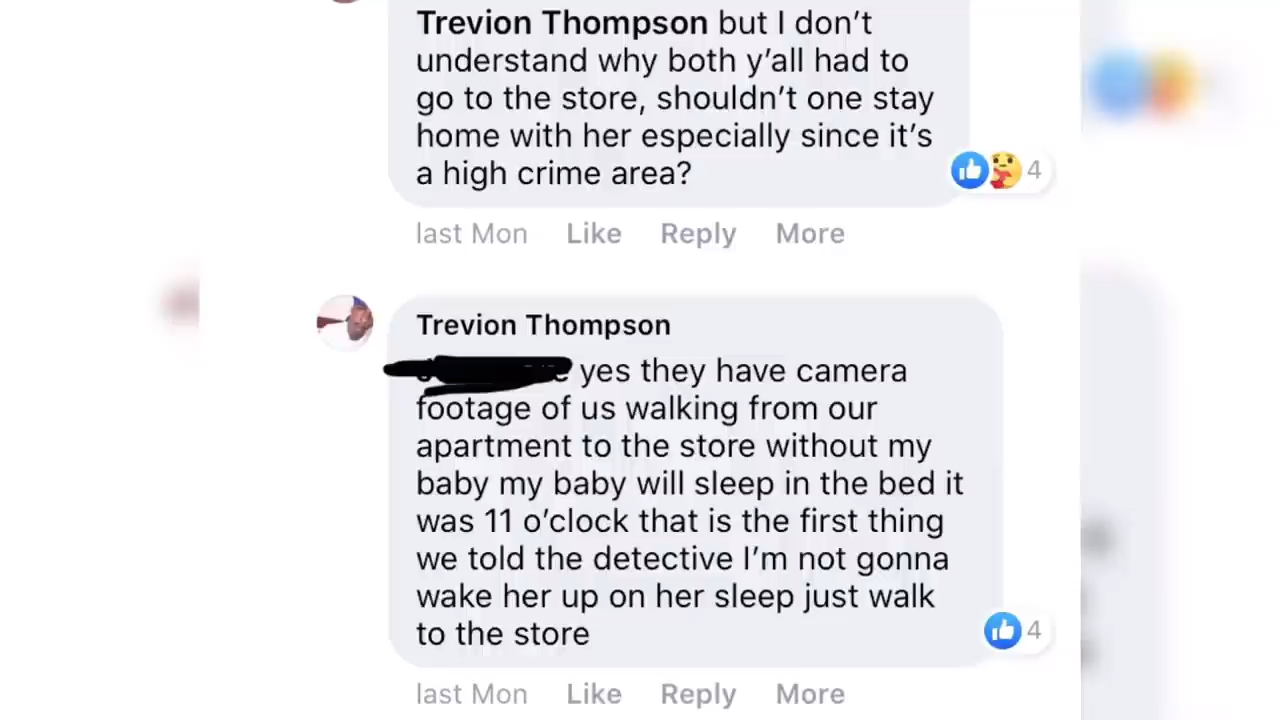 Trevion Thompson but I don't
understand why both y'all had to
go to the store, shouldn't one stay
home with her especially since it's
a high crime area?
4
last Mon Like Reply More
Trevion Thompson
yes they have camera
footage of us walking from our
apartment to the store without my
baby my baby will sleep in the bed it
was 11 o'clock that is the first thing
we told the detective I'm not gonna
wake her up on her sleep just walk
to the store
4
last Mon Like Reply More